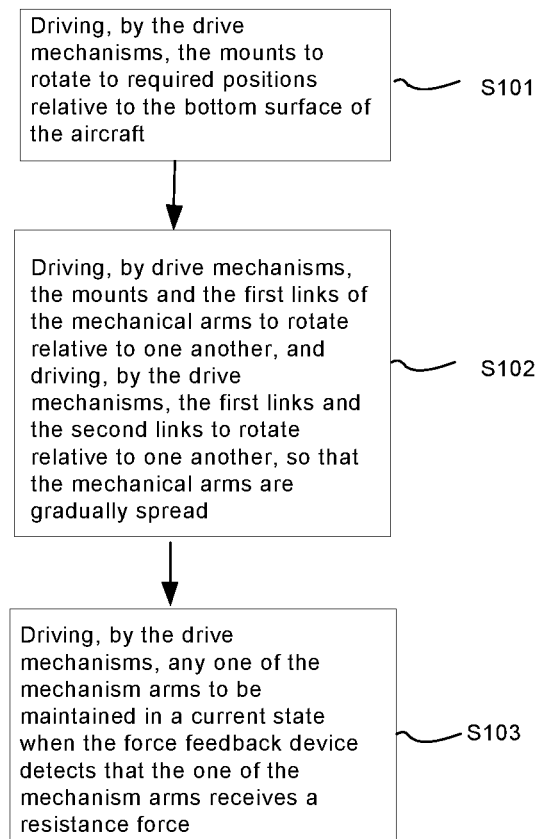 Driving, by the drive
mechanisms, the mounts to
rotate to required positions
relative to the bottom surface of
the aircraft
S101
Driving, by drive mechanisms,
the mounts and the first links of
the mechanical arms to rotate
relative to one another, and
driving, by the drive
mechanisms, the first links and
the second links to rotate
relative to one another, so that
the mechanical arms are
gradually spread
S102
Driving, by the drive
mechanisms, any one of the
mechanism arms to be
maintained in a current state
when the force feedback device
detects that the one of the
mechanism arms receives a
resistance force
S103